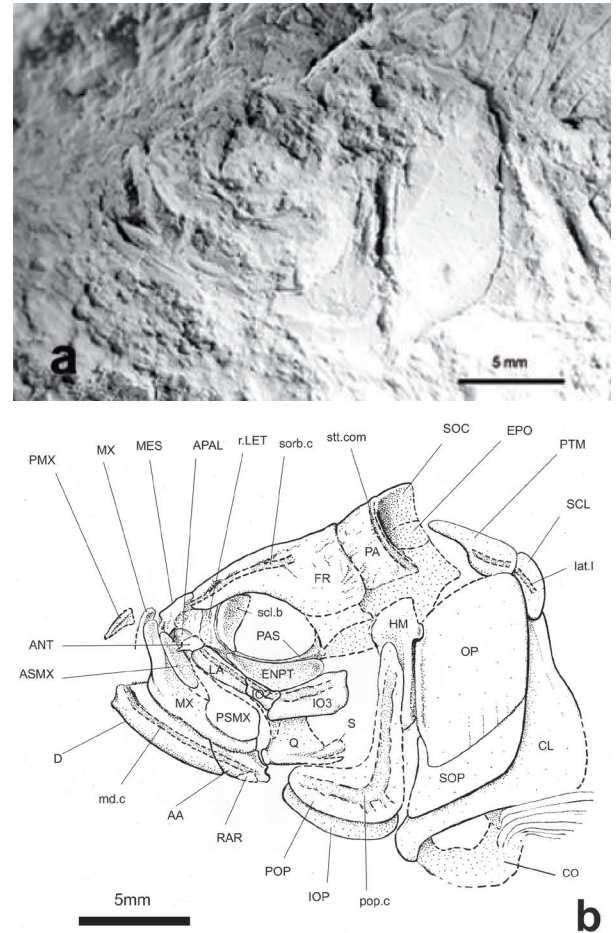 a
5 mm
SOC EPO
MX MES APAL r.LET sorb.c stt.com PTM
PMX SCL
lat.l
PA
FR
scl.b
HM
PAS OP
ANT
LA ENPT
ASMX IO2
IO3
MX PSMX
S CL
Q
D SOP
md.c
AA
RAR
POP CO
IOP pop.c
5mm
b